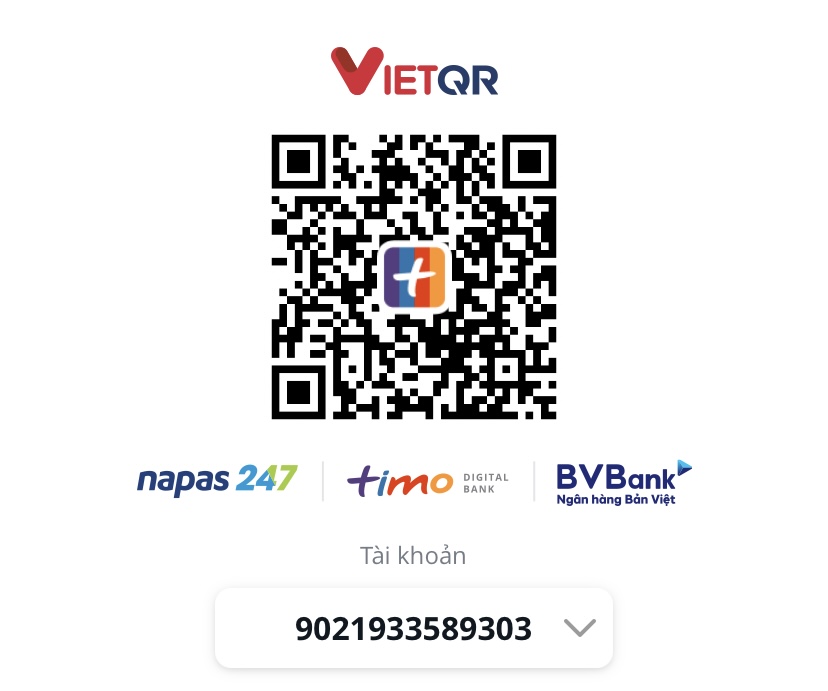 VIETQR
napas 247
timo DIGITAL BANK
BVBank
Ngân hàng Bản Việt
Tài khoản
9021933589303